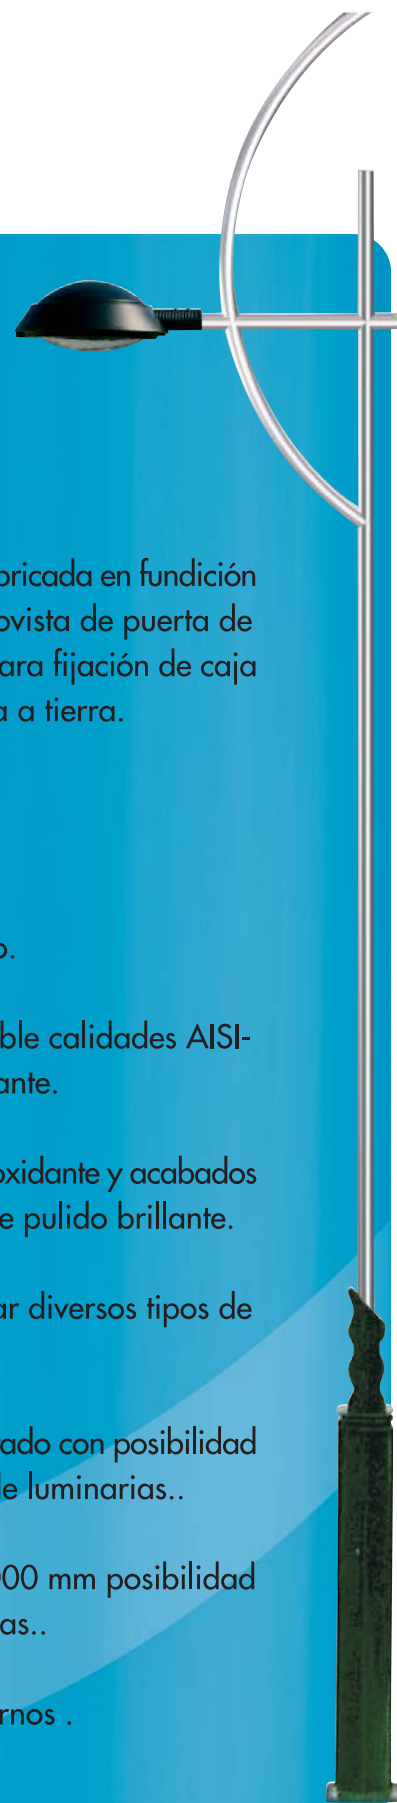 bricada en fundición
ovista de puerta de
ara fijación de caja
a a tierra.
o.
ble calidades AISI-
ante.
oxidante y acabados
e pulido brillante.
ar diversos tipos de
ado con posibilidad
de luminarias..
000 mm posibilidad
as..
rnos .